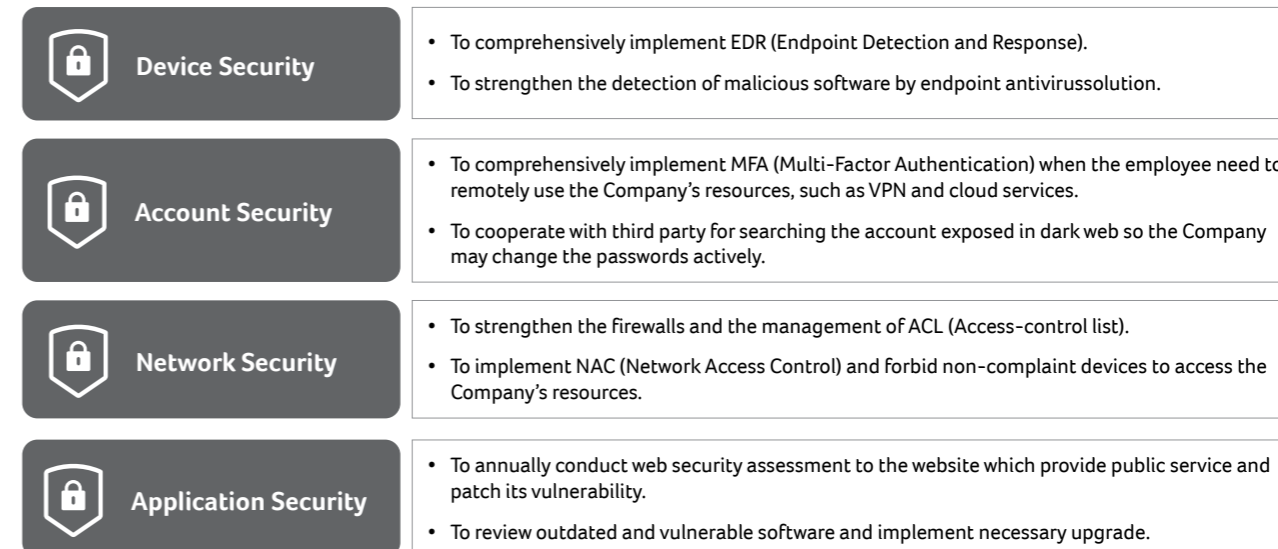 Device Security
• To comprehensively implement EDR (Endpoint Detection and Response).
• To strengthen the detection of malicious software by endpoint antivirussolution.
Account Security
• To comprehensively implement MFA (Multi-Factor Authentication) when the employee need to
remotely use the Company's resources, such as VPN and cloud services.
• To cooperate with third party for searching the account exposed in dark web so the Company
may change the passwords actively.
Network Security
• To strengthen the firewalls and the management of ACL (Access-control list).
• To implement NAC (Network Access Control) and forbid non-complaint devices to access the
Company's resources.
Application Security
• To annually conduct web security assessment to the website which provide public service and
patch its vulnerability.
• To review outdated and vulnerable software and implement necessary upgrade.